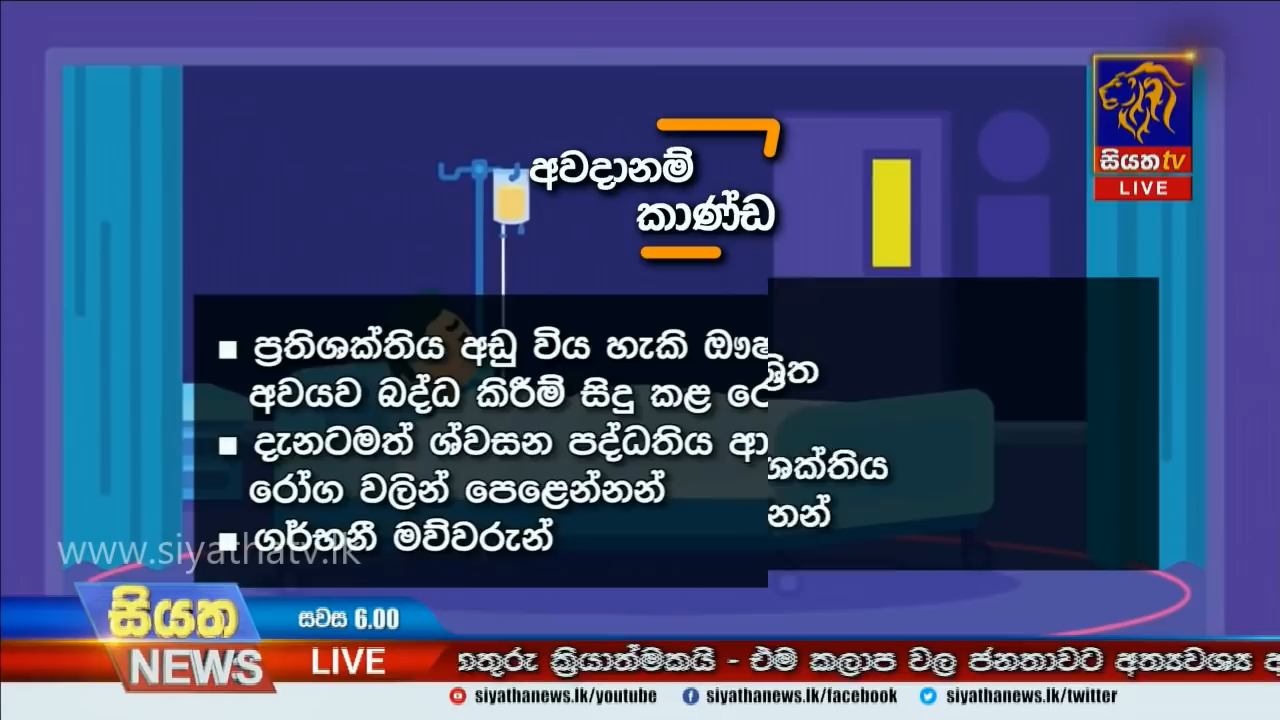 අවදානම්
කාණ්ඩ
සියත tv
LIVE
■ ප්‍රතිශක්තිය අඩු විය හැකි
අවයව බද්ධ කිරීම් සිදු කළ
■ දැනටමත් ශ්වසන පද්ධතිය
රෝග වලින් පෙළෙන්නන්
■ ගර්භනී මව්වරුන්
ශක්තිය
නන්
www.siyathatv.lk
සියත
NEWS
සවස 6.00
LIVE
ක්‍රියාත්මකයි - එම කලාප වල ජනතාවට අත්‍යවශ්‍ය
siyathanews.lk/youtube siyathanews.lk/facebook siyathanews.lk/twitter